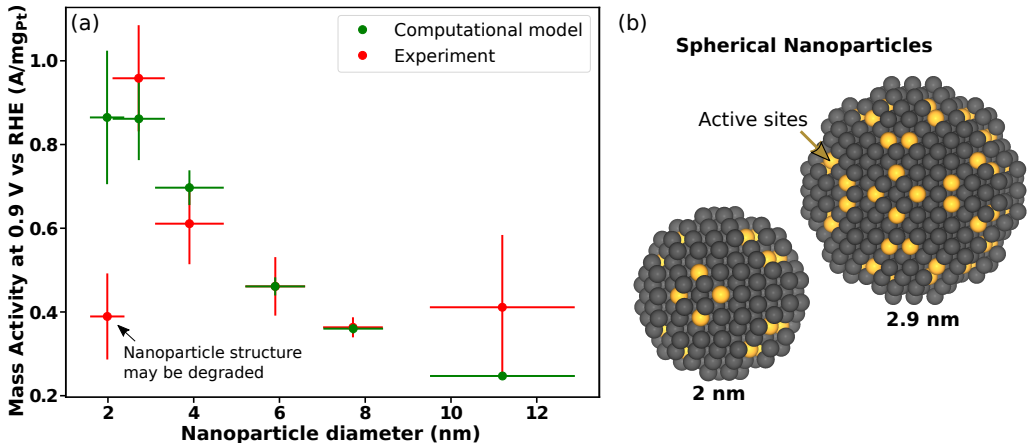 (a)
Computational model
Experiment
Mass Activity at 0.9 V vs RHE (A/mgPt)
1.0
0.8
0.6
0.4
0.2
Nanoparticle structure
may be degraded
2 4 6 8 10 12
Nanoparticle diameter (nm)
(b)
Spherical Nanoparticles
Active sites
2.9 nm
2 nm